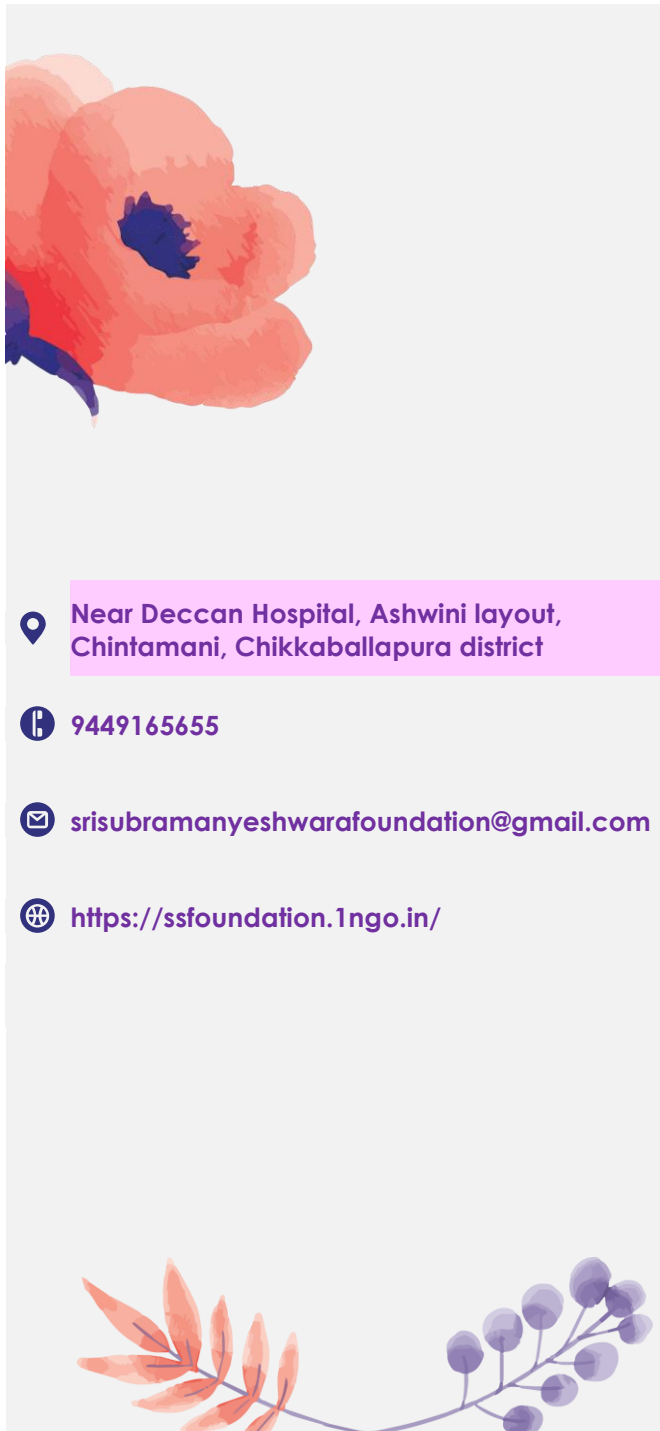 Near Deccan Hospital, Ashwini layout,
Chintamani, Chikkaballapura district
9449165655
srisubramanyeshwarafoundation@gmail.com
https://ssfoundation.1ngo.in/